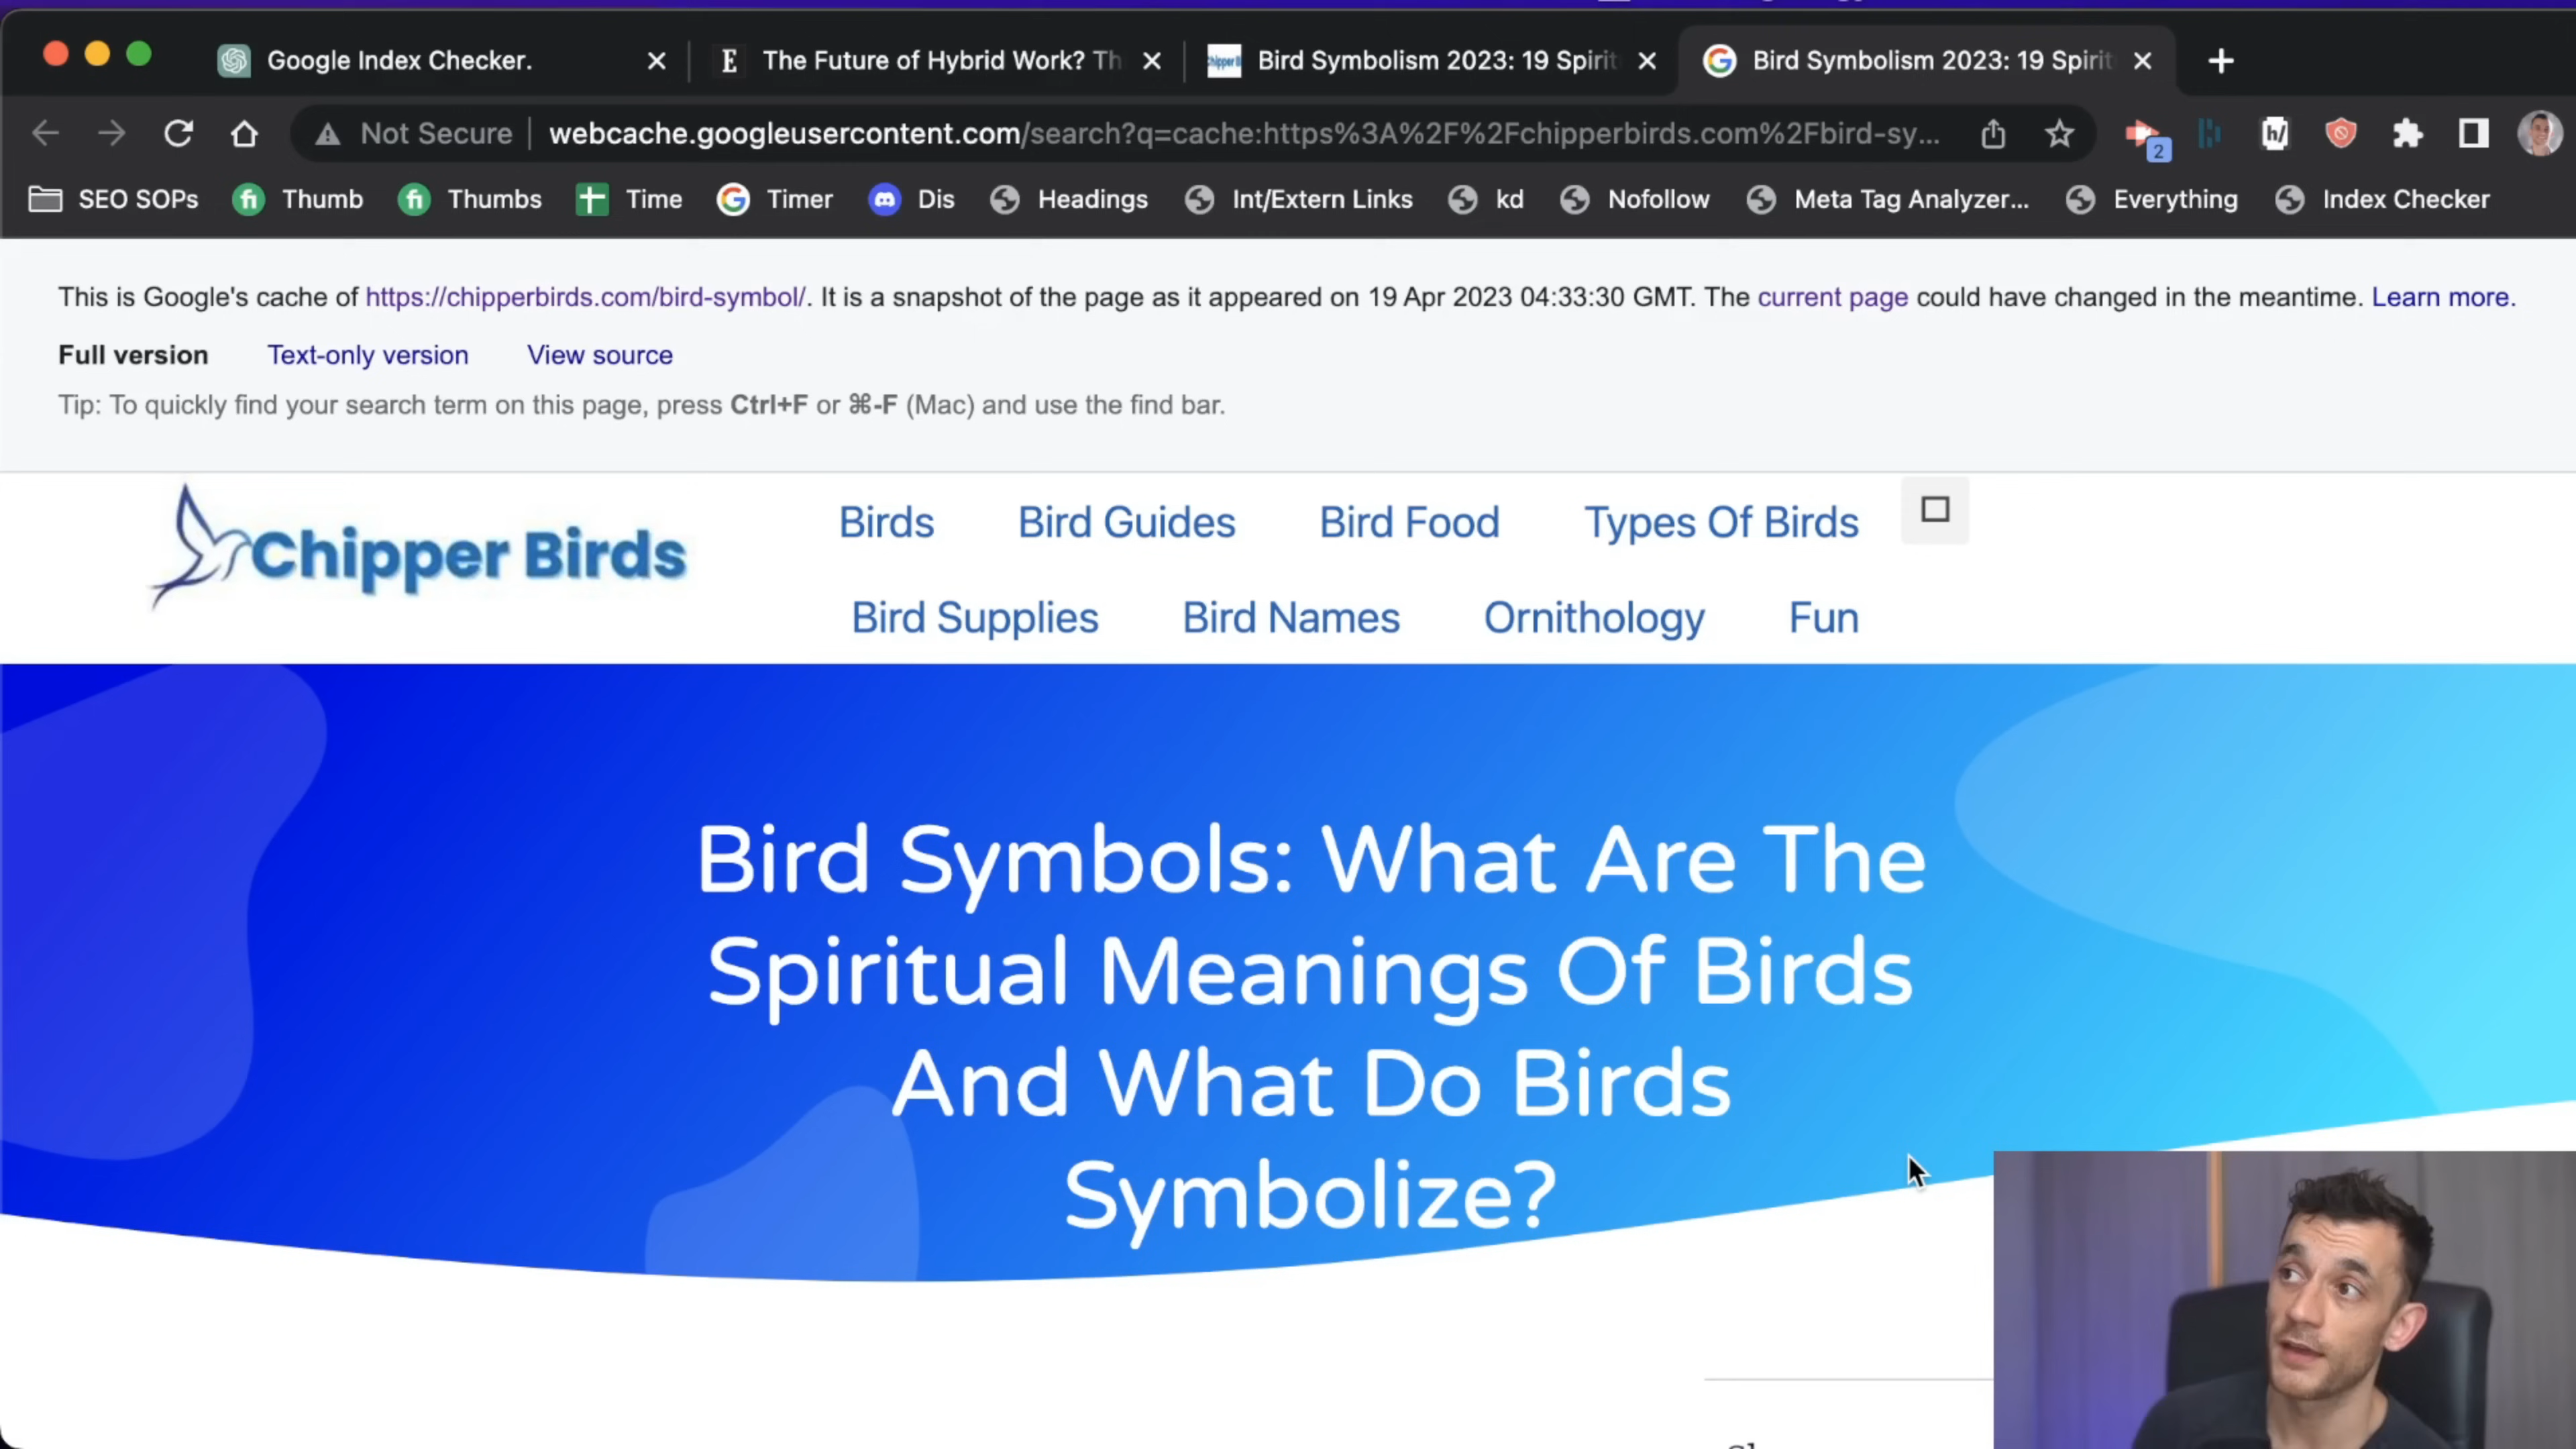 Google Index Checker.
The Future of Hybrid Work? Th
Chipper B
Bird Symbolism 2023: 19 Spirit
Bird Symbolism 2023: 19 Spirit
Not Secure
webcache.googleusercontent.com/search?q=cache:https%3A%2F%2Fchipperbirds.com%2Fbird-sy...
h/
2
SEO SOPs
fi Thumb
fi Thumbs
Time
Timer
Dis
Headings
Int/Extern Links
kd
Nofollow
Meta Tag Analyzer...
Everything
Index Checker
This is Google's cache of https://chipperbirds.com/bird-symbol/. It is a snapshot of the page as it appeared on 19 Apr 2023 04:33:30 GMT. The current page could have changed in the meantime. Learn more.
Full version Text-only version View source
Tip: To quickly find your search term on this page, press Ctrl+F or ⌘-F (Mac) and use the find bar.
Chipper Birds
Birds Bird Guides Bird Food Types Of Birds
Bird Supplies Bird Names Ornithology Fun
Bird Symbols: What Are The
Spiritual Meanings Of Birds
And What Do Birds
Symbolize?